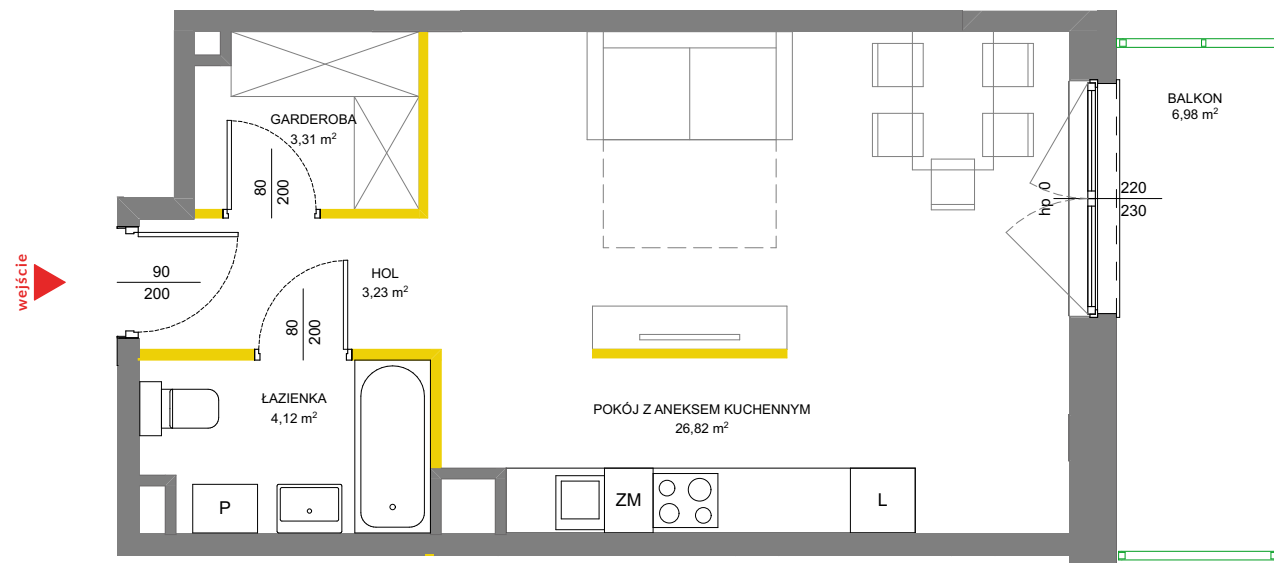 GARDEROBA
3,31 m²
80
200
BALKON
6,98 m²
hp 0
220
230
wejście
90
200
HOL
3,23 m²
80
200
ŁAZIENKA
4,12 m²
POKÓJ Z ANEKSEM KUCHENNYM
26,82 m²
P
ZM
L